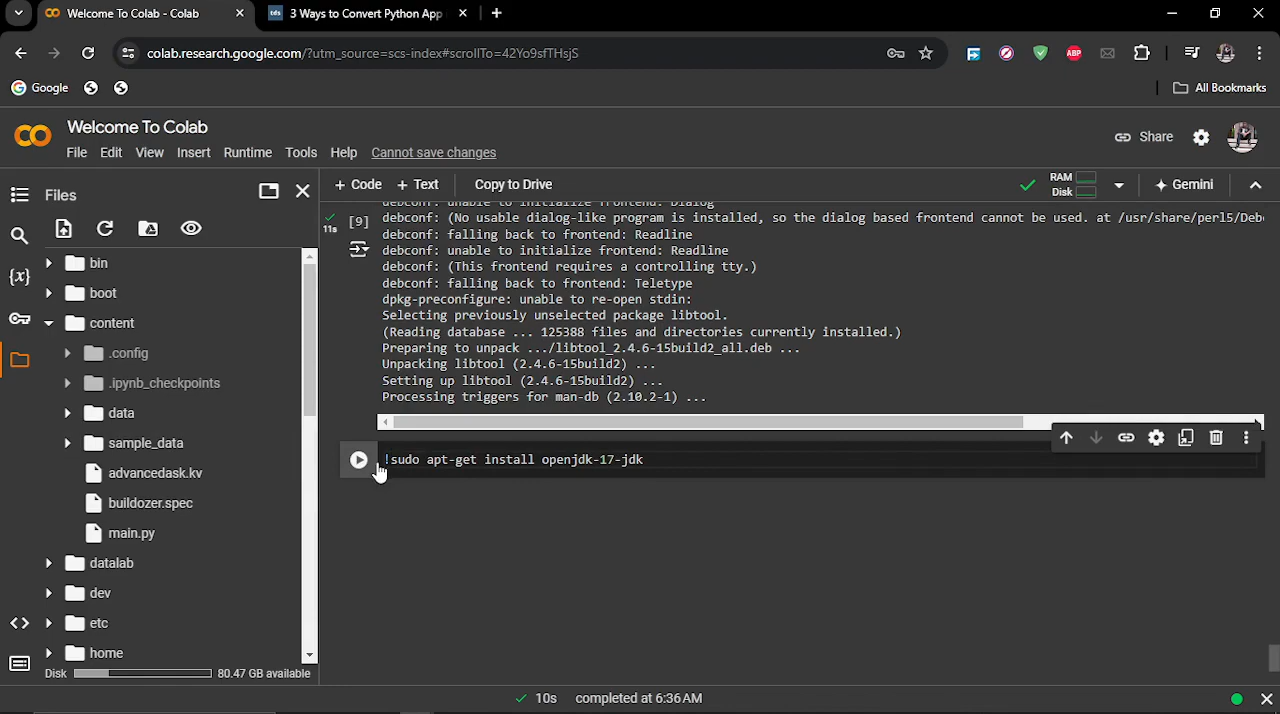 Welcome To Colab - Colab
3 Ways to Convert Python App
colab.research.google.com/?utm_source=scs-index#scrollTo=42Yo9sfTHsjS
ABP
Google
All Bookmarks
Welcome To Colab
File Edit View Insert Runtime Tools Help Cannot save changes
Share
Files
+ Code + Text Copy to Drive
RAM
Disk
Gemini
bin
boot
content
.config
.ipynb_checkpoints
data
sample_data
advancedask.kv
buildozer.spec
main.py
datalab
dev
etc
home
Disk 80.47 GB available
11s
[9]
debconf: unable to initialize frontend: Dialog
debconf: (No usable dialog-like program is installed, so the dialog based frontend cannot be used. at /usr/share/perl5/Deb
debconf: falling back to frontend: Readline
debconf: unable to initialize frontend: Readline
debconf: (This frontend requires a controlling tty.)
debconf: falling back to frontend: Teletype
dpkg-preconfigure: unable to re-open stdin:
Selecting previously unselected package libtool.
(Reading database ... 125388 files and directories currently installed.)
Preparing to unpack .../libtool_2.4.6-15build2_all.deb ...
Unpacking libtool (2.4.6-15build2) ...
Setting up libtool (2.4.6-15build2) ...
Processing triggers for man-db (2.10.2-1) ...
!sudo apt-get install openjdk-17-jdk
10s completed at 6:36 AM